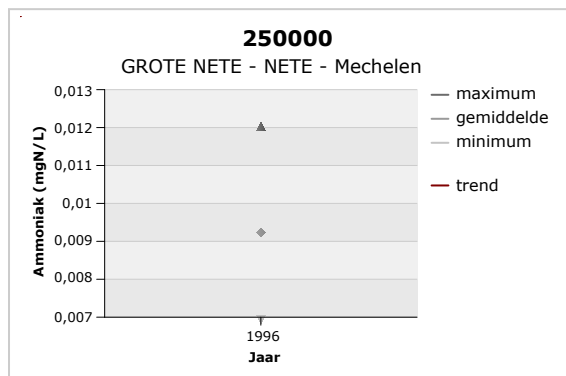 250000
GROTE NETE - NETE - Mechelen
0,013
0,012
0,011
0,01
0,009
0,008
0,007
Ammoniak (mgN/L)
1996
Jaar
maximum
gemiddelde
minimum
trend